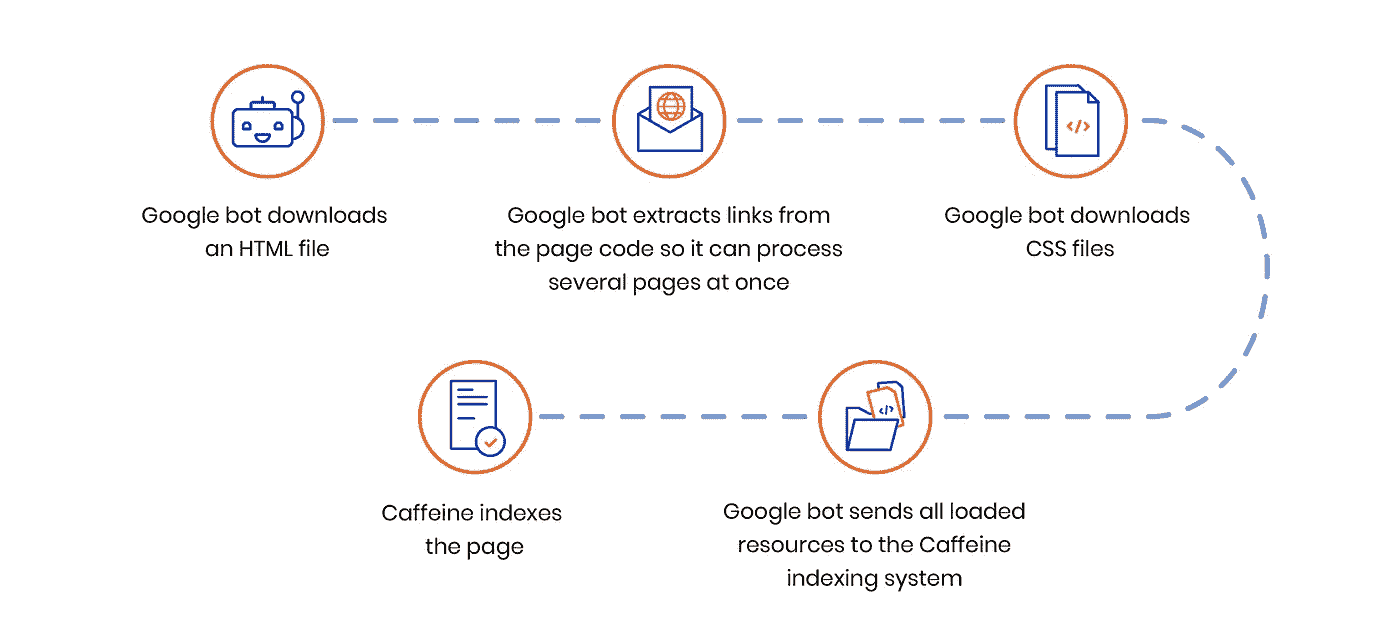 Google bot downloads
an HTML file
Google bot extracts links from
the page code so it can process
several pages at once
</>
Google bot downloads
CSS files
</>
Google bot sends all loaded
resources to the Caffeine
indexing system
Caffeine indexes
the page